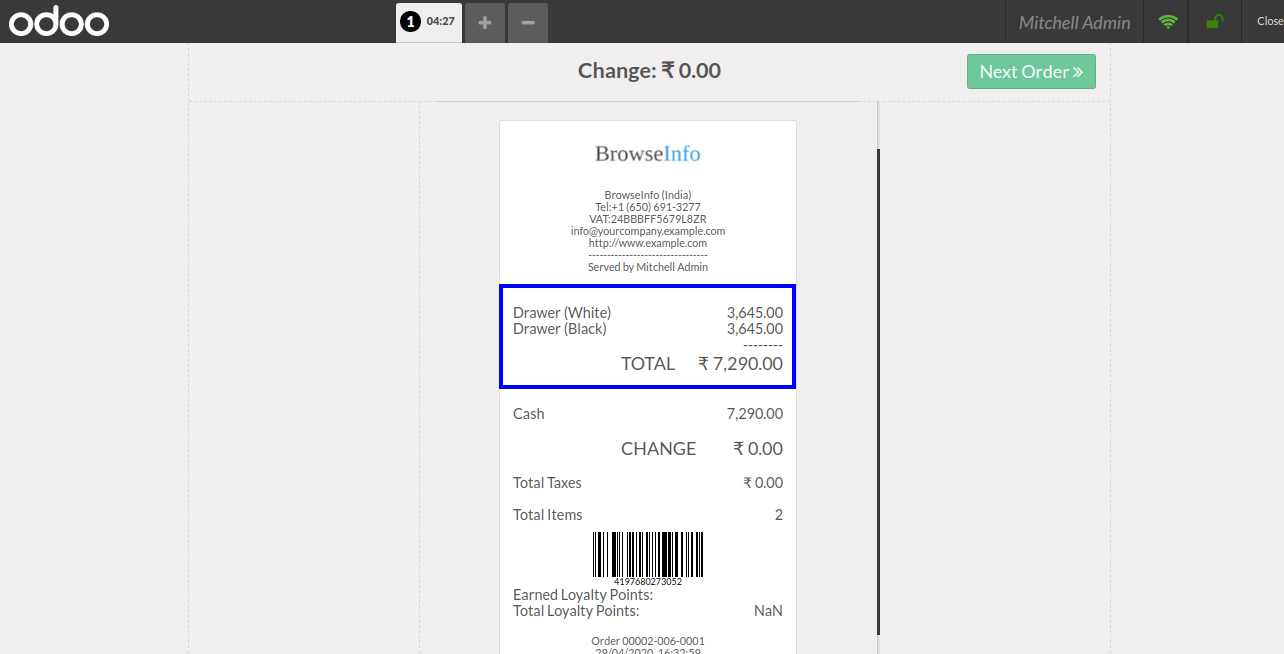 odoo 1 04:27 + − Mitchell Admin Close
Change: ₹ 0.00 Next Order »
BrowseInfo
BrowseInfo (India)
Tel:+1 (650) 691-3277
VAT:24BBBFF5679L8ZR
info@yourcompany.example.com
http://www.example.com
--------------------------------
Served by Mitchell Admin
Drawer (White) 3,645.00
Drawer (Black) 3,645.00
--------
TOTAL ₹ 7,290.00
Cash 7,290.00
CHANGE ₹ 0.00
Total Taxes ₹ 0.00
Total Items 2
4197680273052
Earned Loyalty Points:
Total Loyalty Points: NaN
Order 00002-006-0001
29/04/2020 16:32:59